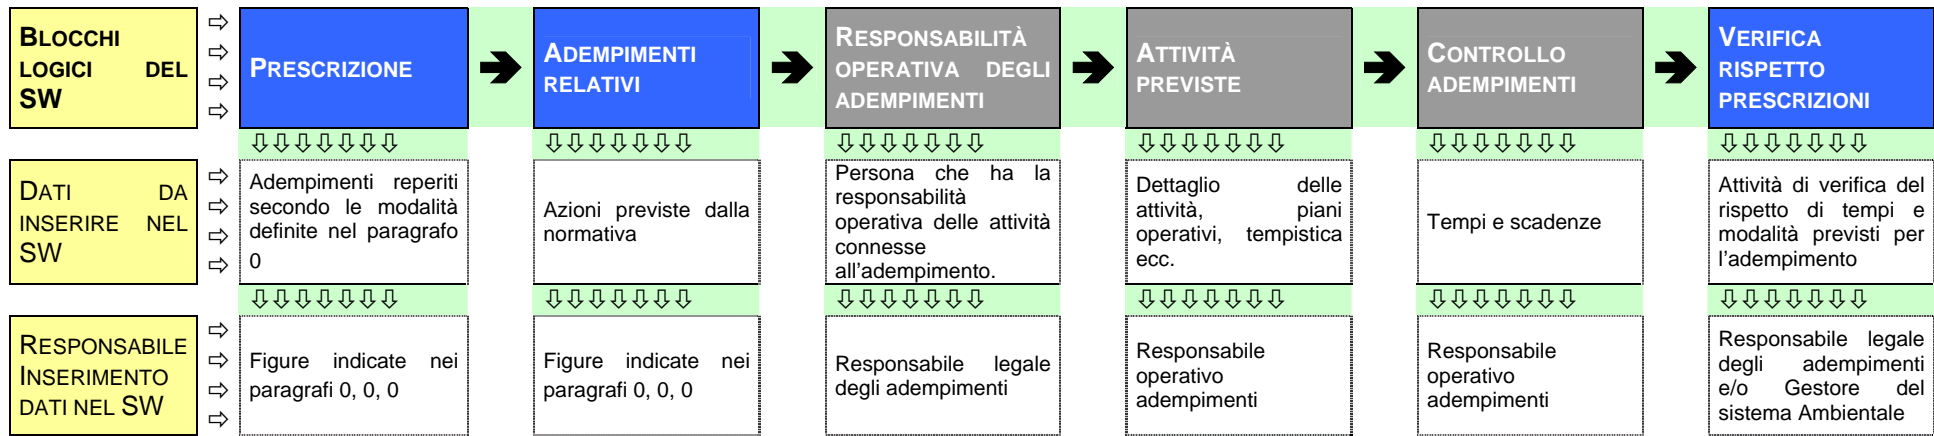 BLOCCHI
LOGICI DEL
SW
PRESCRIZIONE
ADEMPIMENTI
RELATIVI
RESPONSABILITÀ
OPERATIVA DEGLI
ADEMPIMENTI
ATTIVITÀ
PREVISTE
CONTROLLO
ADEMPIMENTI
VERIFICA
RISPETTO
PRESCRIZIONI
DATI DA
INSERIRE NEL
SW
Adempimenti reperiti
secondo le modalità
definite nel paragrafo
0
Azioni previste dalla
normativa
Persona che ha la
responsabilità
operativa delle attività
connesse
all'adempimento.
Dettaglio delle
attività, piani
operativi, tempistica
ecc.
Tempi e scadenze
Attività di verifica del
rispetto di tempi e
modalità previsti per
l'adempimento
RESPONSABILE
INSERIMENTO
DATI NEL SW
Figure indicate nei
paragrafi 0, 0, 0
Figure indicate nei
paragrafi 0, 0, 0
Responsabile legale
degli adempimenti
Responsabile
operativo
adempimenti
Responsabile
operativo
adempimenti
Responsabile legale
degli adempimenti
e/o Gestore del
sistema Ambientale